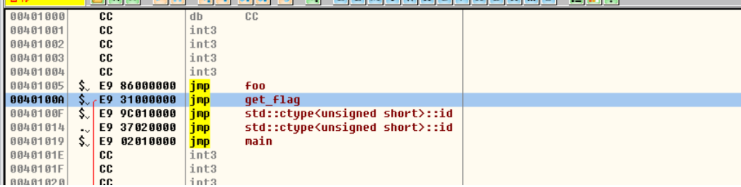 00401000 CC db CC
00401001 CC int3
00401002 CC int3
00401003 CC int3
00401004 CC int3
00401005 $ E9 86000000 jmp foo
0040100A $ E9 31000000 jmp get_flag
0040100F $ E9 9C010000 jmp std::ctype<unsigned short>::id
00401014 - E9 37020000 jmp std::ctype<unsigned short>::id
00401019 $ E9 02010000 jmp main
0040101E CC int3
0040101F CC int3
00401020 CC int3